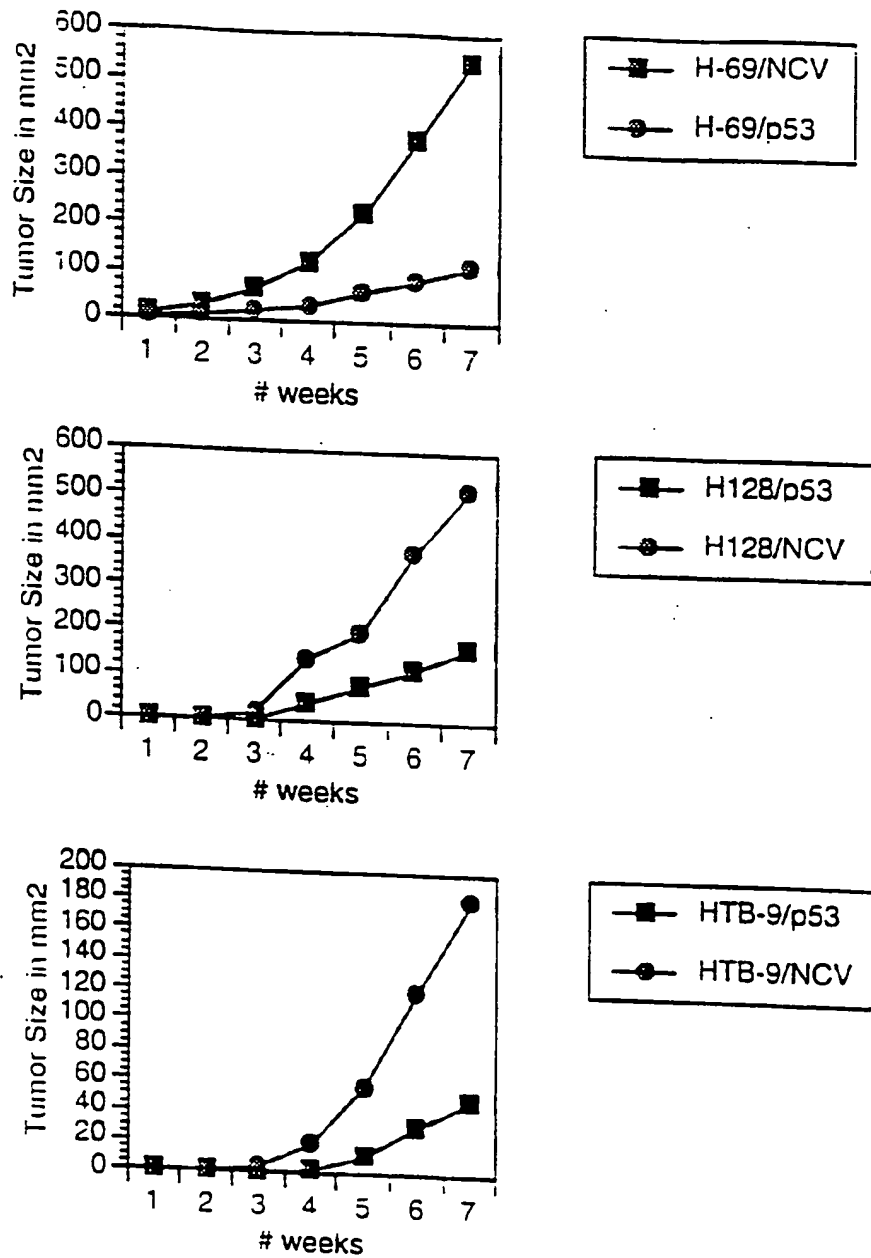 600
500
400
300
200
100
0
Tumor Size in mm2
1 2 3 4 5 6 7
# weeks
H-69/NCV
H-69/p53
600
500
400
300
200
100
0
Tumor Size in mm2
1 2 3 4 5 6 7
# weeks
H128/p53
H128/NCV
200
180
160
140
120
100
80
60
40
20
0
Tumor Size in mm2
1 2 3 4 5 6 7
# weeks
HTB-9/p53
HTB-9/NCV